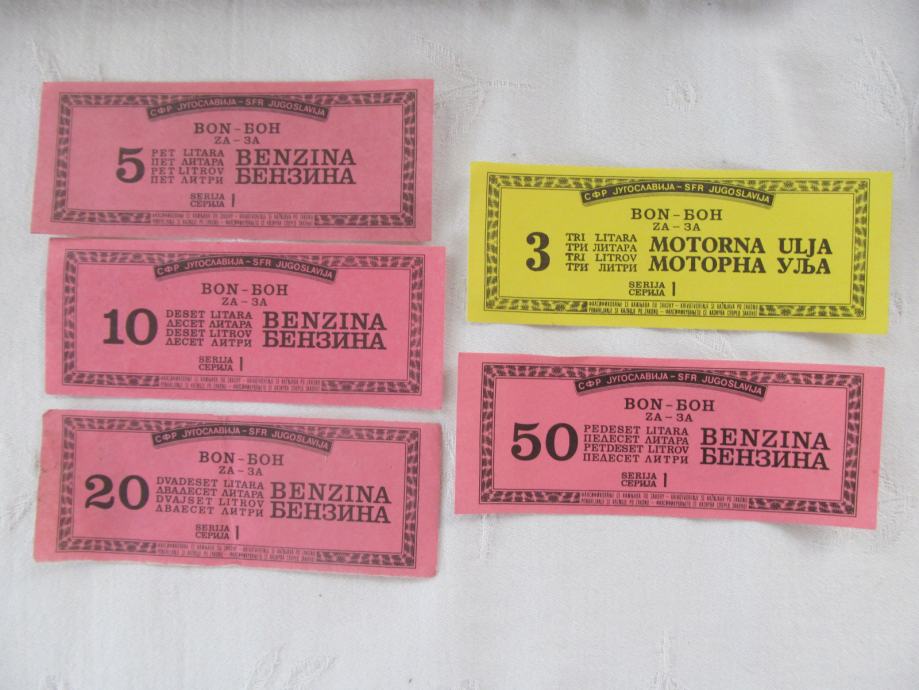 СФР ЈУГОСЛАВИЈА – SFR JUGOSLAVIJA
BON – БОН
ZA – ЗА
5
PET LITARA
ПЕТ ЛИТАРА
PET LITROV
ПЕТ ЛИТРИ
BENZINA
БЕНЗИНА
SERIJA
СЕРИЈА 1
СФР ЈУГОСЛАВИЈА – SFR JUGOSLAVIJA
BON – БОН
ZA – ЗА
10
DESET LITARA
ДЕСЕТ ЛИТАРА
DESET LITROV
ДЕСЕТ ЛИТРИ
BENZINA
БЕНЗИНА
SERIJA
СЕРИЈА 1
СФР ЈУГОСЛАВИЈА – SFR JUGOSLAVIJA
BON – БОН
ZA – ЗА
20
DVADESET LITARA
ДВАДЕСЕТ ЛИТАРА
DVAJSET LITROV
ДВАЕСЕТ ЛИТРИ
BENZINA
БЕНЗИНА
SERIJA
СЕРИЈА 1
СФР ЈУГОСЛАВИЈА – SFR JUGOSLAVIJA
BON – БОН
ZA – ЗА
3
TRI LITARA
ТРИ ЛИТАРА
TRI LITROV
ТРИ ЛИТРИ
MOTORNA ULJA
МОТОРНА УЉА
SERIJA
СЕРИЈА 1
СФР ЈУГОСЛАВИЈА – SFR JUGOSLAVIJA
BON – БОН
ZA – ЗА
50
PEDESET LITARA
ПЕДЕСЕТ ЛИТАРА
PETDESET LITROV
ПЕДЕСЕТ ЛИТРИ
BENZINA
БЕНЗИНА
SERIJA
СЕРИЈА 1